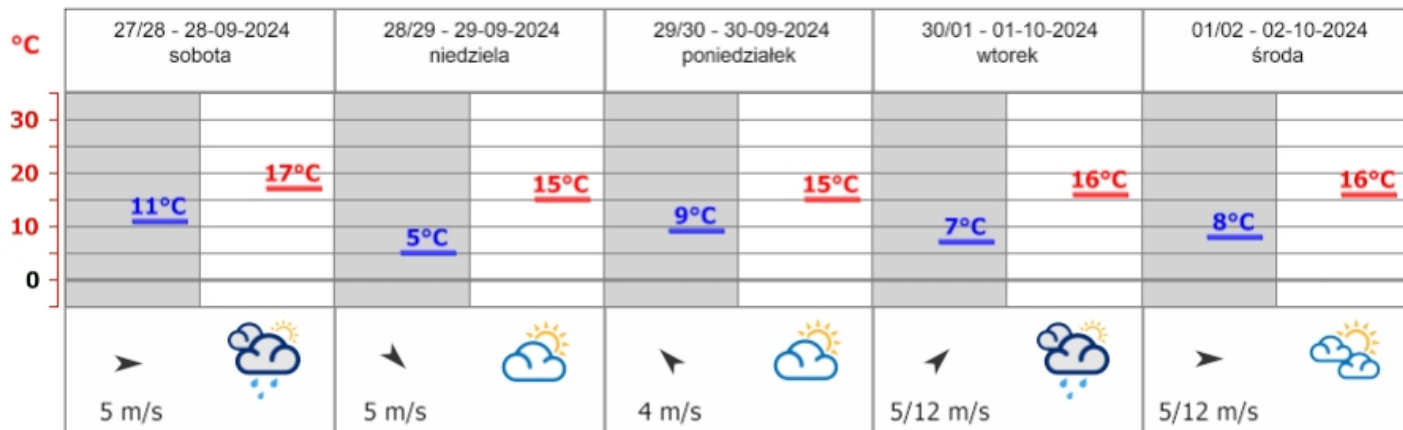 °C
27/28 - 28-09-2024
sobota
28/29 - 29-09-2024
niedziela
29/30 - 30-09-2024
poniedziałek
30/01 - 01-10-2024
wtorek
01/02 - 02-10-2024
środa
30
20
10
0
11°C
17°C
5°C
15°C
9°C
15°C
7°C
16°C
8°C
16°C
5 m/s
5 m/s
4 m/s
5/12 m/s
5/12 m/s